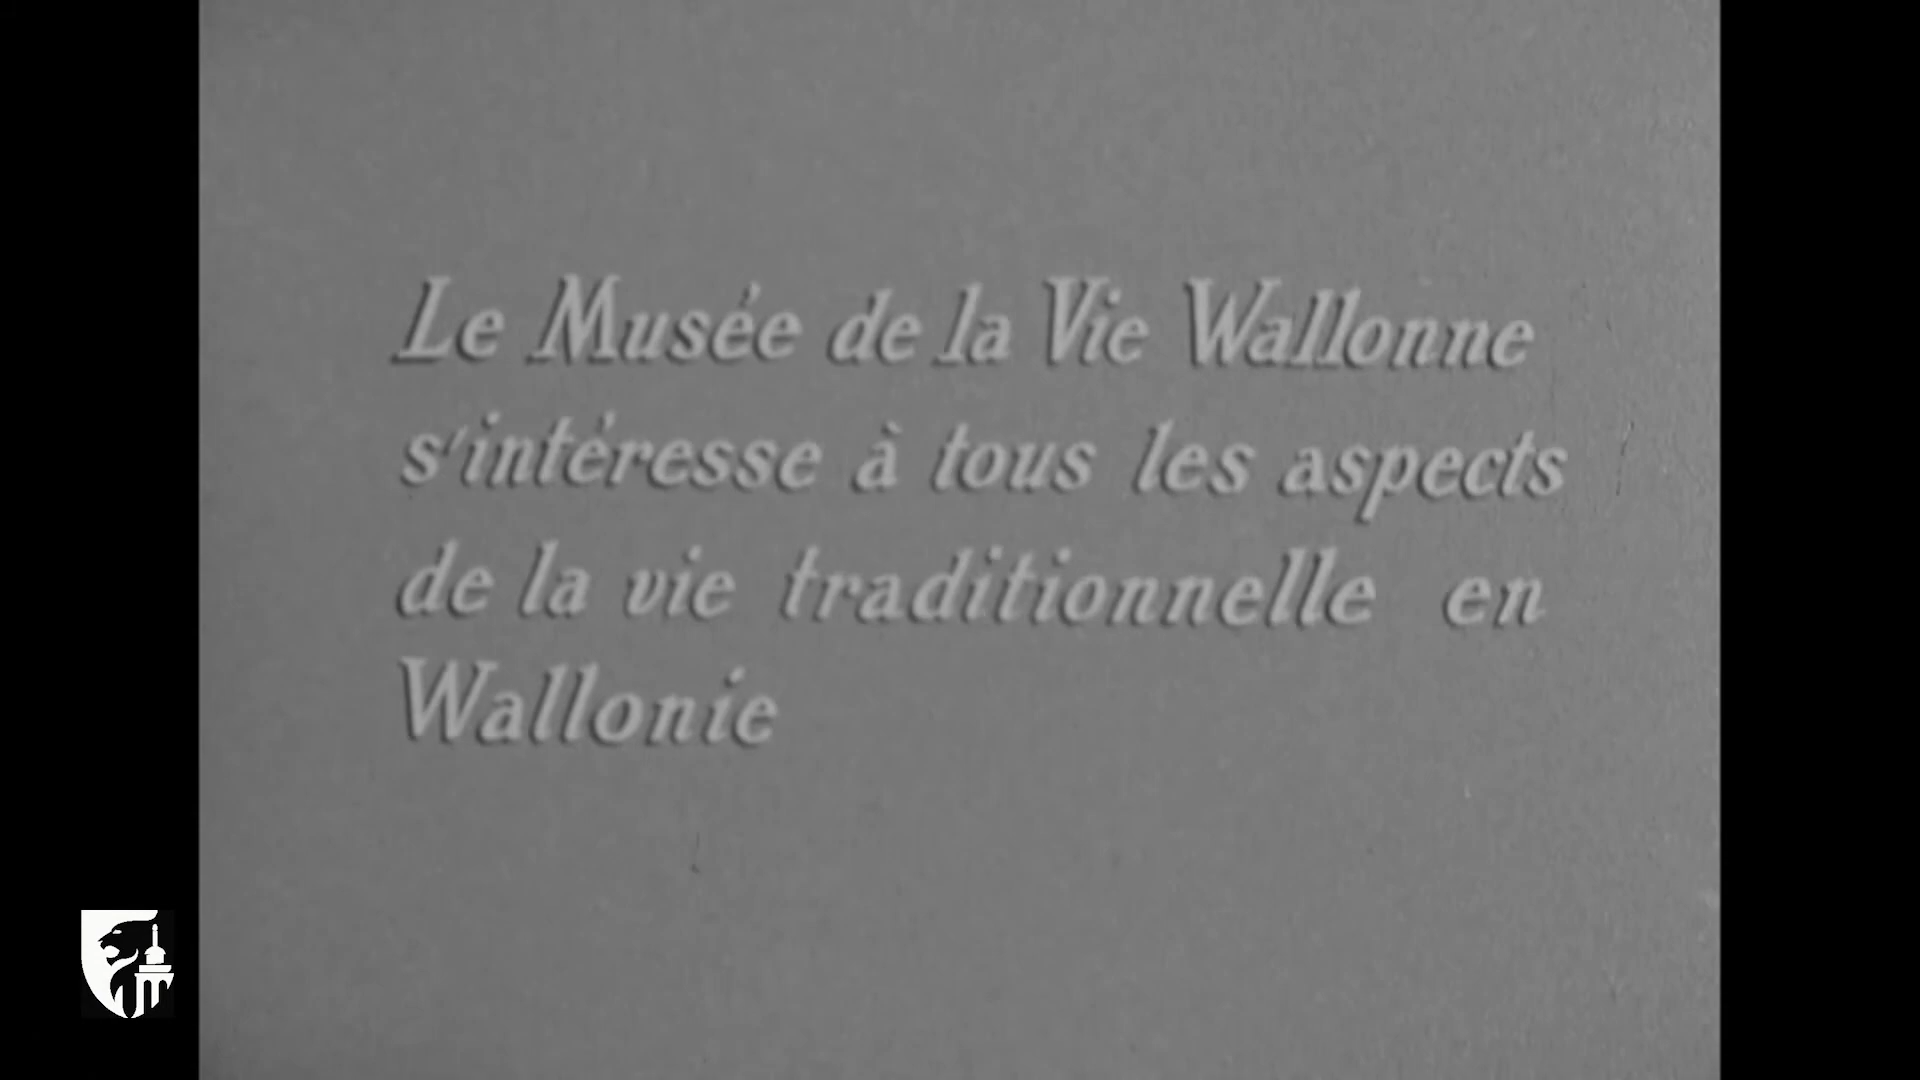 Le Musée de la Vie Wallonne
s'intéresse à tous les aspects
de la vie traditionnelle en
Wallonie